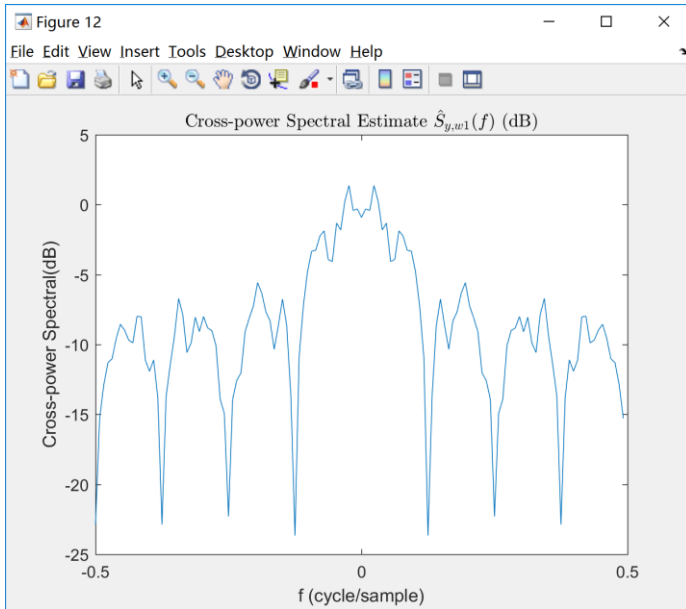 Figure 12
File Edit View Insert Tools Desktop Window Help
Cross-power Spectral Estimate Ŝ_{y,w1}(f) (dB)
5
0
-5
-10
-15
-20
-25
Cross-power Spectral(dB)
-0.5 0 0.5
f (cycle/sample)